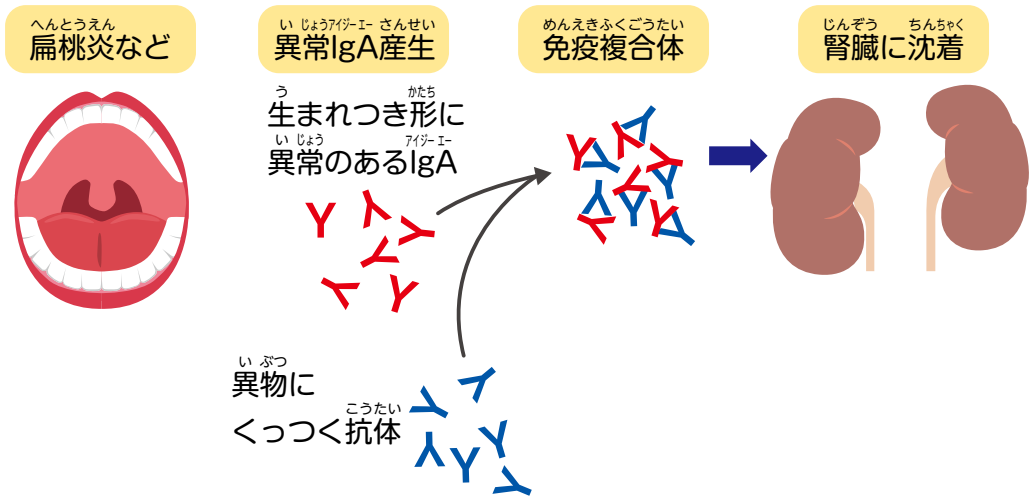 へんとうえん
扁桃炎など
い じょうアイジーエー さんせい
異常IgA産生
めんえきふくごうたい
免疫複合体
じんぞう ちんちゃく
腎臓に沈着
う かたち
生まれつき形に
い じょう アイジーエー
異常のあるIgA
い ぶつ
異物に
こうたい
くっつく抗体